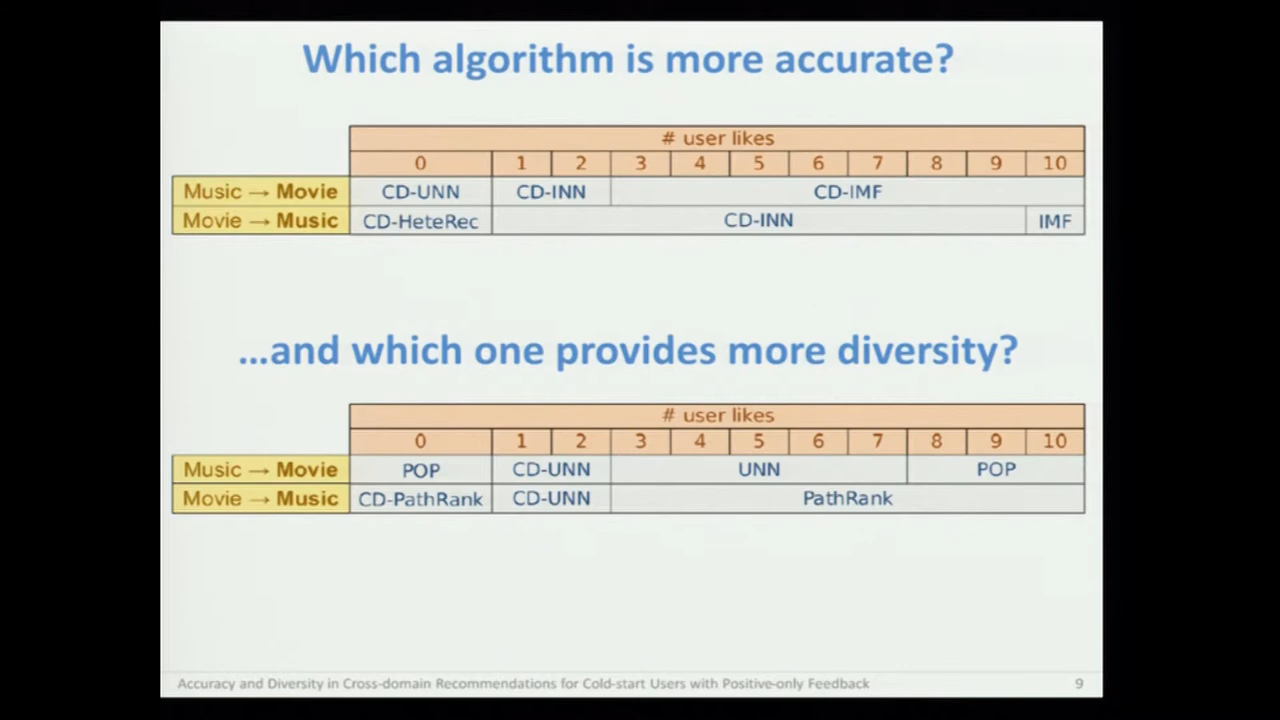 Which algorithm is more accurate?
# user likes
0 1 2 3 4 5 6 7 8 9 10
Music → Movie CD-UNN CD-INN CD-IMF
Movie → Music CD-HeteRec CD-INN IMF
...and which one provides more diversity?
# user likes
0 1 2 3 4 5 6 7 8 9 10
Music → Movie POP CD-UNN UNN POP
Movie → Music CD-PathRank CD-UNN PathRank
Accuracy and Diversity in Cross-domain Recommendations for Cold-start Users with Positive-only Feedback 9